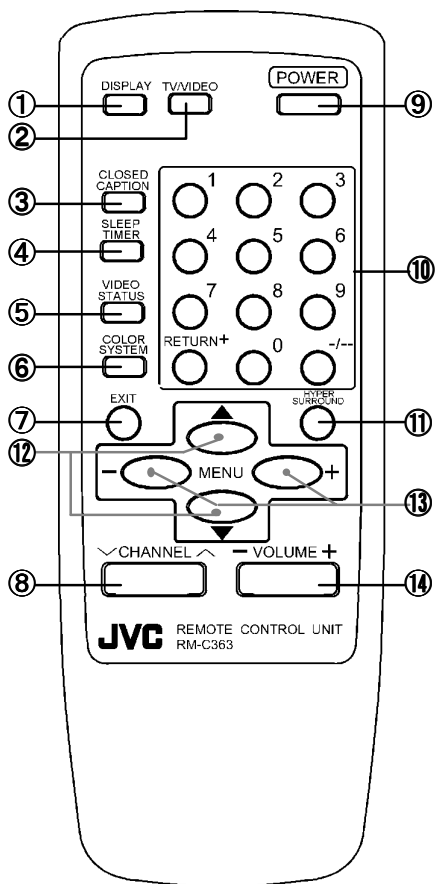 DISPLAY TV/VIDEO POWER
① ② ⑨
CLOSED
CAPTION
③ 1 2 3
SLEEP
TIMER
④ 4 5 6
⑩
VIDEO
STATUS
⑤ 7 8 9
COLOR
SYSTEM
⑥ RETURN+ 0 -/--
EXIT HYPER
SURROUND
⑦ ▲ ⑪
⑫
− MENU +
⑬
▼
CHANNEL − VOLUME +
⑧ ⑭
JVC REMOTE CONTROL UNIT
RM-C363